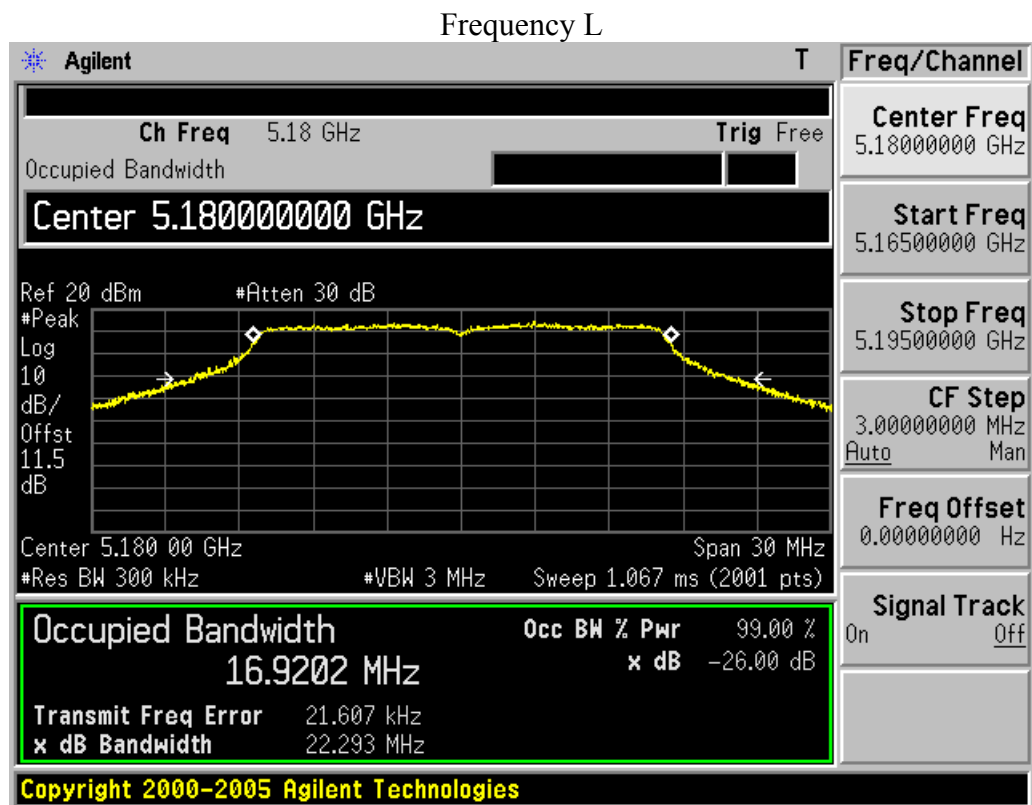 Frequency L
Agilent T
Freq/Channel
Ch Freq 5.18 GHz Trig Free
Occupied Bandwidth
Center 5.180000000 GHz
Ref 20 dBm #Atten 30 dB
#Peak
Log
10
dB/
Offst
11.5
dB
Center 5.180 00 GHz Span 30 MHz
#Res BW 300 kHz #VBW 3 MHz Sweep 1.067 ms (2001 pts)
Occupied Bandwidth Occ BW % Pwr 99.00 %
16.9202 MHz x dB -26.00 dB
Transmit Freq Error 21.607 kHz
x dB Bandwidth 22.293 MHz
Center Freq
5.18000000 GHz
Start Freq
5.16500000 GHz
Stop Freq
5.19500000 GHz
CF Step
3.00000000 MHz
Auto Man
Freq Offset
0.00000000 Hz
Signal Track
On Off
Copyright 2000-2005 Agilent Technologies